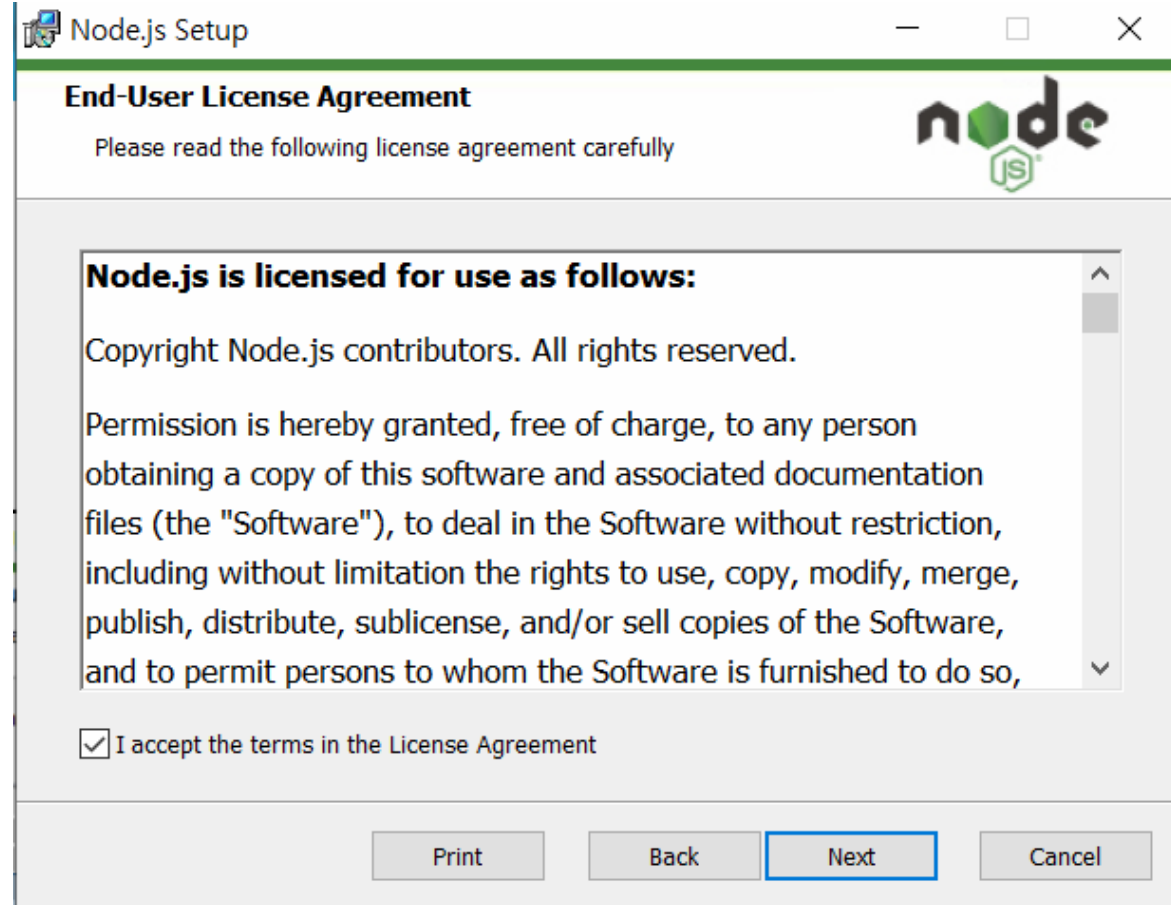 Node.js Setup
End-User License Agreement
Please read the following license agreement carefully
node
JS
Node.js is licensed for use as follows:
Copyright Node.js contributors. All rights reserved.
Permission is hereby granted, free of charge, to any person
obtaining a copy of this software and associated documentation
files (the "Software"), to deal in the Software without restriction,
including without limitation the rights to use, copy, modify, merge,
publish, distribute, sublicense, and/or sell copies of the Software,
and to permit persons to whom the Software is furnished to do so,
I accept the terms in the License Agreement
Print Back Next Cancel